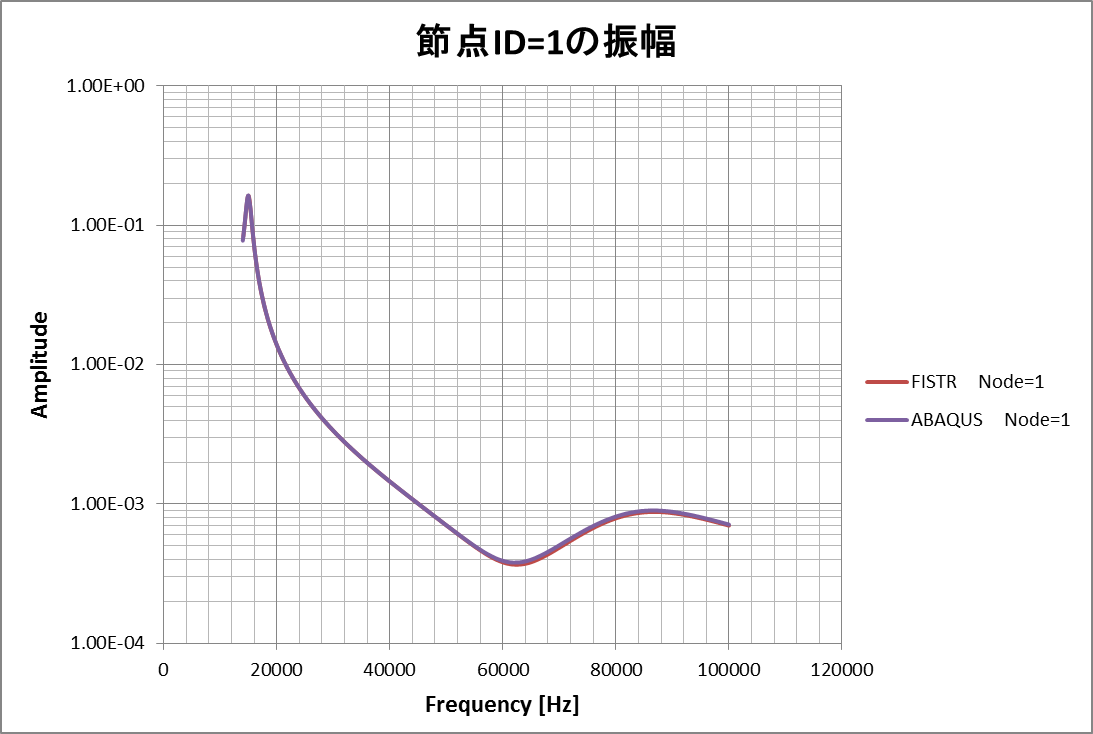 節点ID=1の振幅
1.00E+00
1.00E-01
1.00E-02
1.00E-03
1.00E-04
Amplitude
0 20000 40000 60000 80000 100000 120000
Frequency [Hz]
FISTR Node=1
ABAQUS Node=1